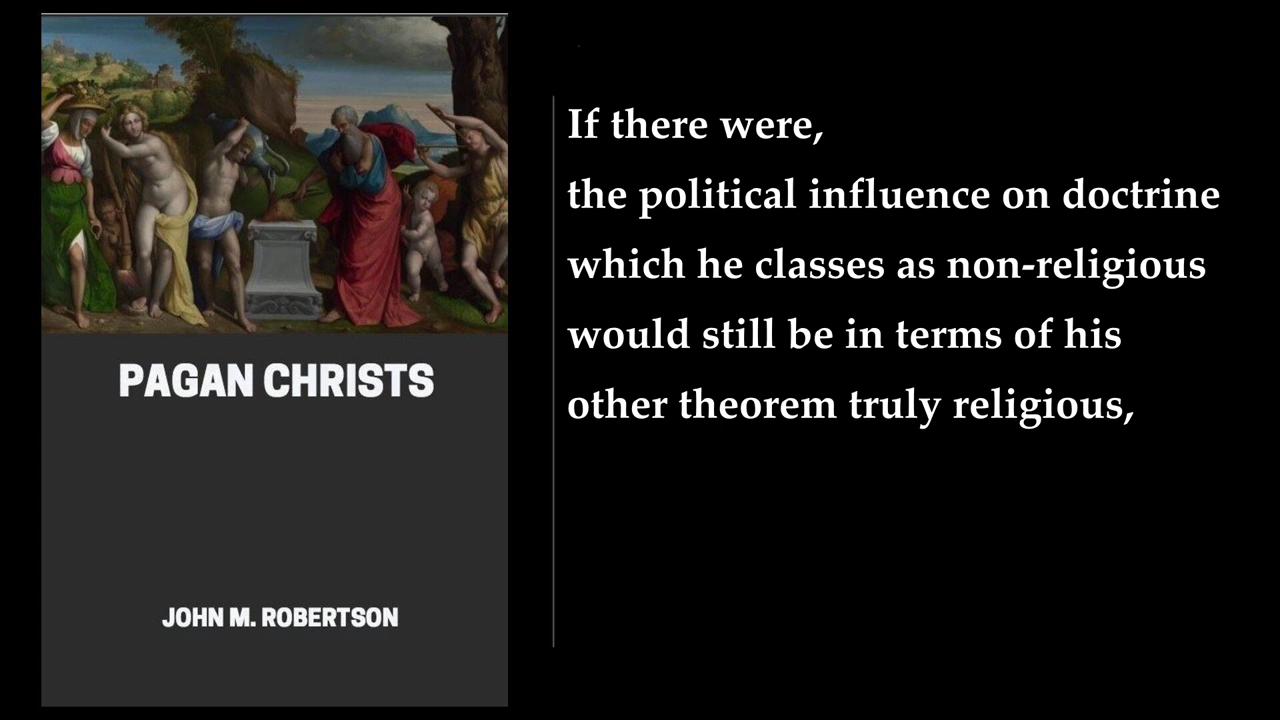 PAGAN CHRISTS
JOHN M. ROBERTSON
If there were,
the political influence on doctrine
which he classes as non-religious
would still be in terms of his
other theorem truly religious,